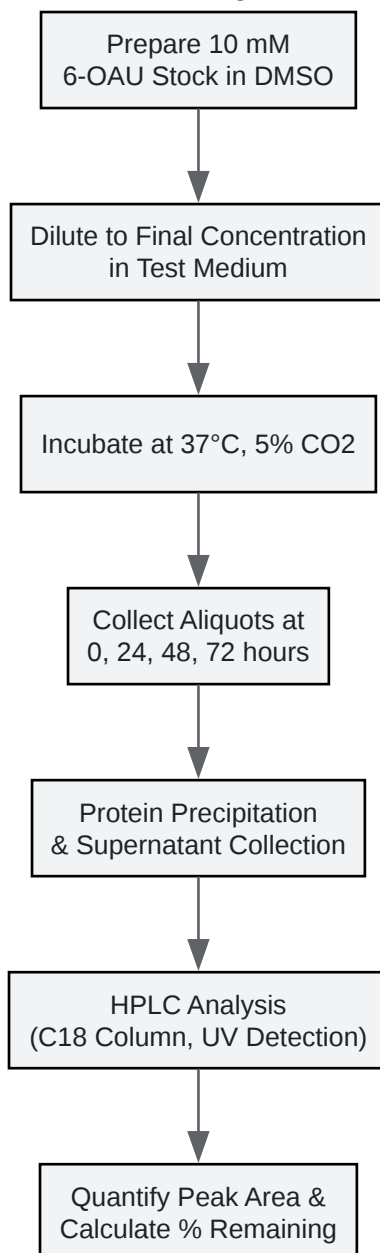 Prepare 10 mM
6-OAU Stock in DMSO
Dilute to Final Concentration
in Test Medium
Incubate at 37°C, 5% CO2
Collect Aliquots at
0, 24, 48, 72 hours
Protein Precipitation
& Supernatant Collection
HPLC Analysis
(C18 Column, UV Detection)
Quantify Peak Area &
Calculate % Remaining